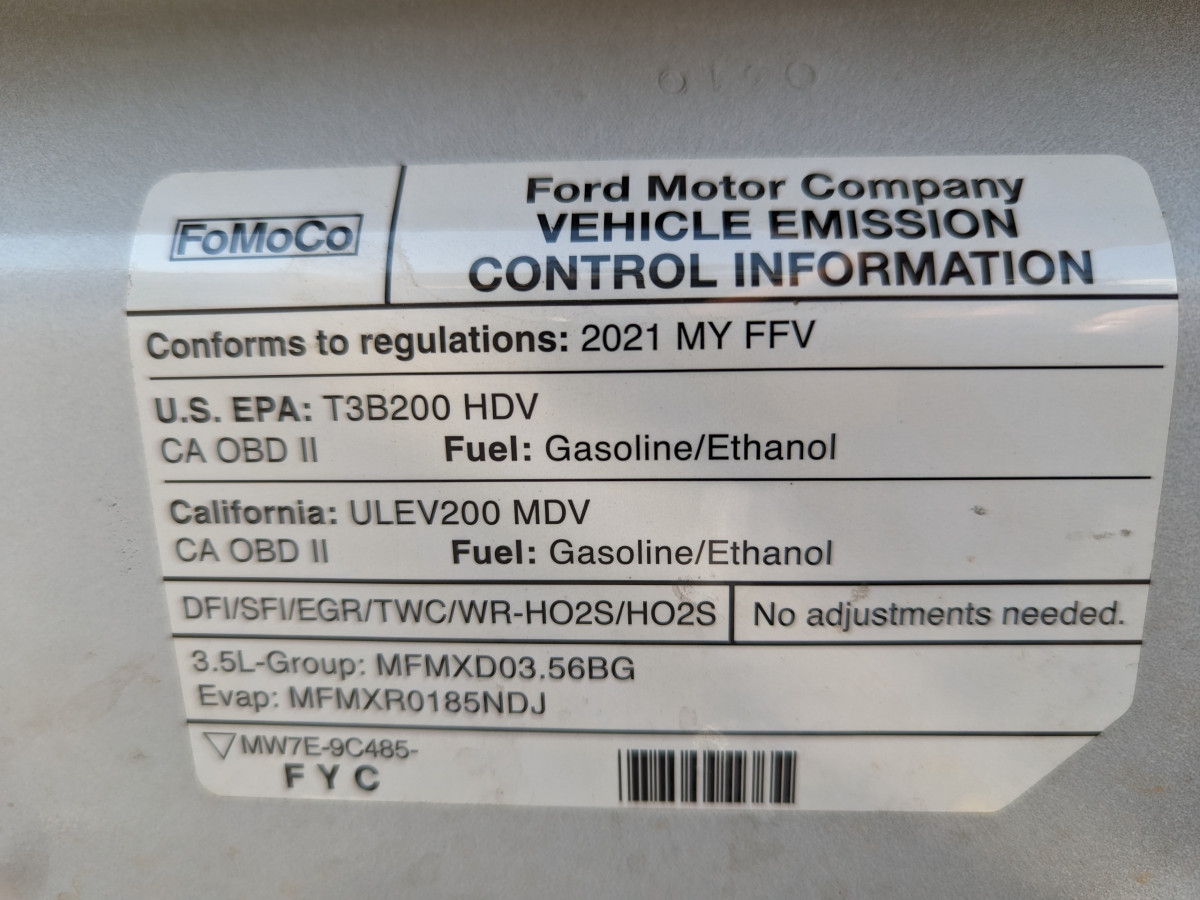 FoMoCo
Ford Motor Company
VEHICLE EMISSION
CONTROL INFORMATION
Conforms to regulations: 2021 MY FFV
U.S. EPA: T3B200 HDV
CA OBD II Fuel: Gasoline/Ethanol
California: ULEV200 MDV
CA OBD II Fuel: Gasoline/Ethanol
DFI/SFI/EGR/TWC/WR-HO2S/HO2S
No adjustments needed.
3.5L-Group: MFMXD03.56BG
Evap: MFMXR0185NDJ
MW7E-9C485-
F Y C